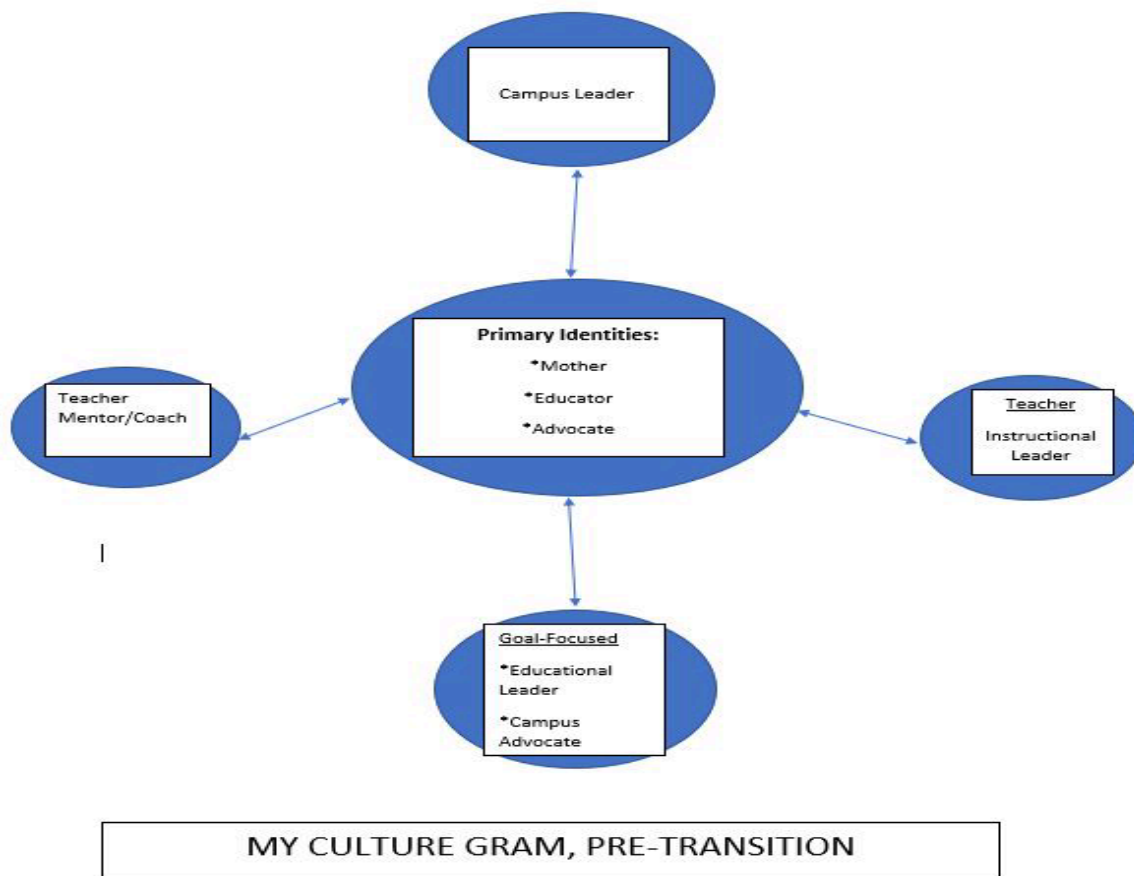 Campus Leader
Primary Identities:
*Mother
*Educator
*Advocate
Teacher
Mentor/Coach
Teacher
Instructional
Leader
Goal-Focused
*Educational
Leader
*Campus
Advocate
MY CULTURE GRAM, PRE-TRANSITION